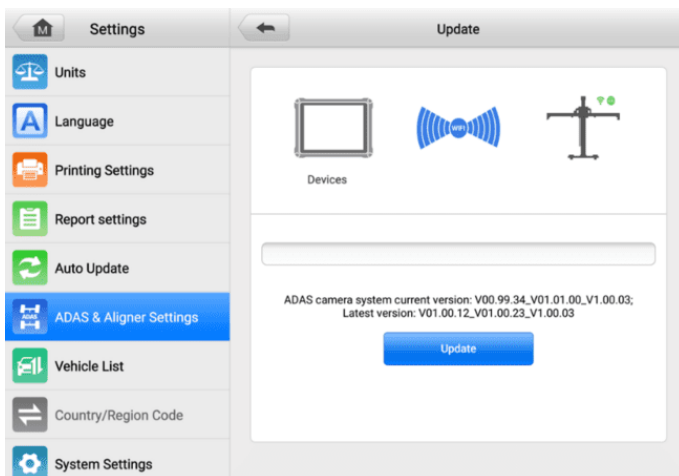 Settings
Update
Units
Language
Printing Settings
Report settings
Auto Update
ADAS & Aligner Settings
Vehicle List
Country/Region Code
System Settings
M
A
ADAS
WIFI
Devices
ADAS camera system current version: V00.99.34_V01.01.00_V1.00.03;
Latest version: V01.00.12_V01.00.23_V1.00.03
Update